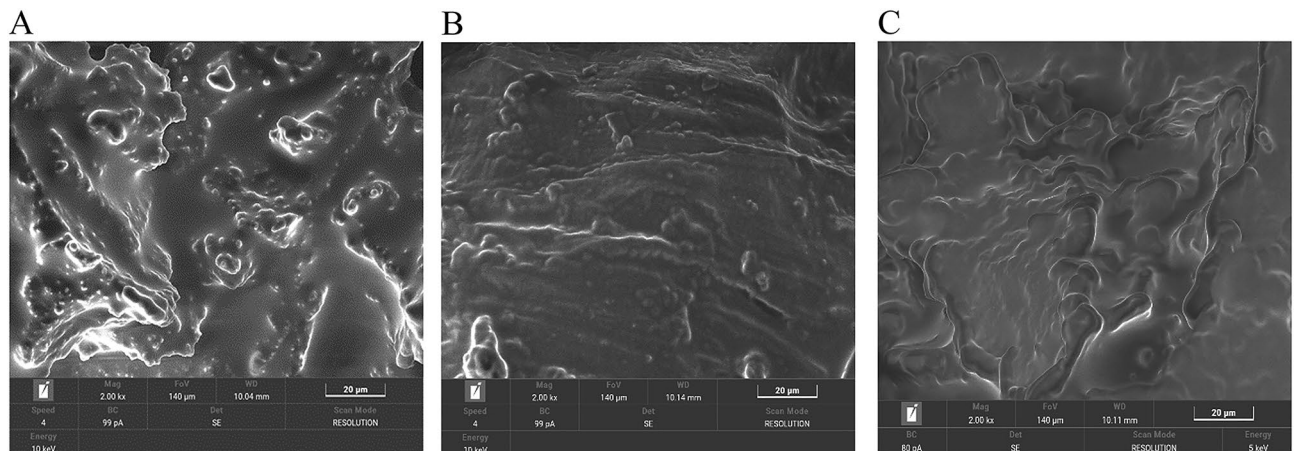 A B C
Mag FoV WD 20 µm
2.00 kx 140 µm 10.04 mm
Speed BC Det Scan Mode
4 99 pA SE RESOLUTION
Energy
10 keV
Mag FoV WD 20 µm
2.00 kx 140 µm 10.14 mm
Speed BC Det Scan Mode
4 99 pA SE RESOLUTION
Energy
10 keV
Mag FoV WD 20 µm
2.00 kx 140 µm 10.11 mm
BC Det Scan Mode Energy
80 pA SE RESOLUTION 5 keV